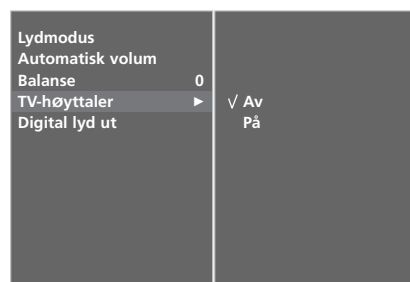 Lydmodus
Automatisk volum
Balanse 0
TV-høyttaler ►
√ Av
På
Digital lyd ut